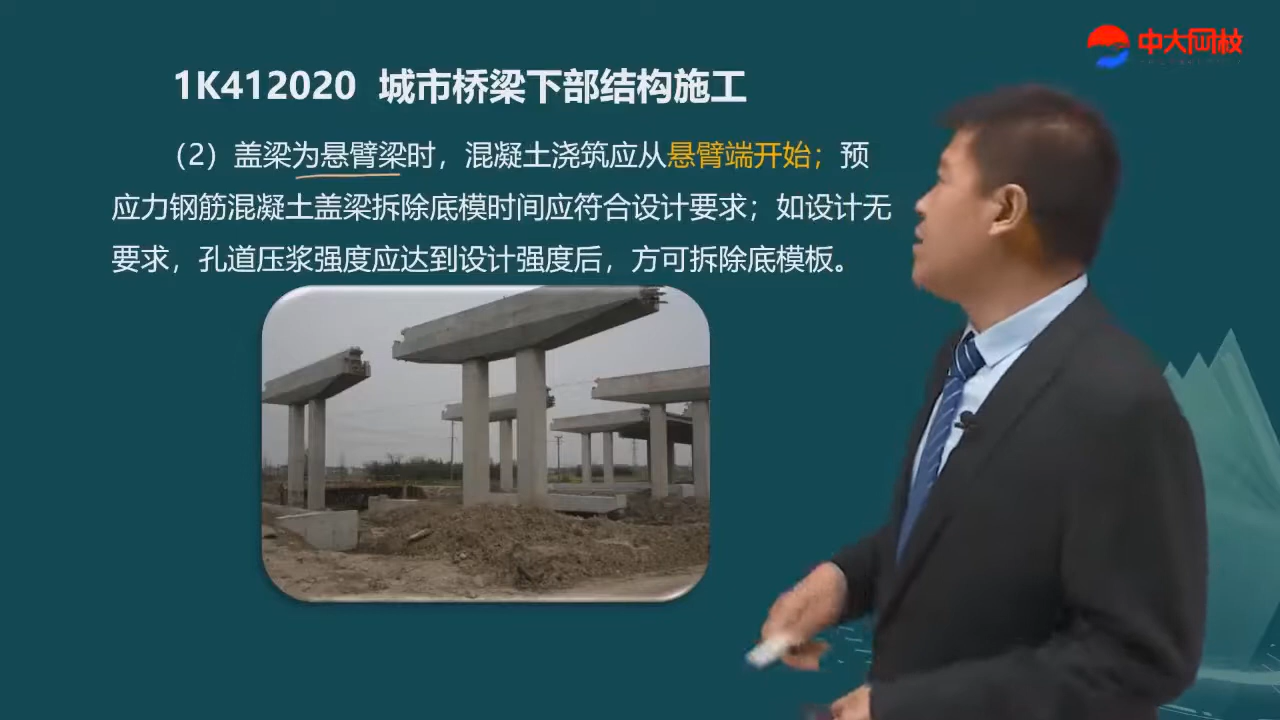 中大网校
1K412020 城市桥梁下部结构施工
（2）盖梁为悬臂梁时，混凝土浇筑应从悬臂端开始；预
应力钢筋混凝土盖梁拆除底模时间应符合设计要求；如设计无
要求，孔道压浆强度应达到设计强度后，方可拆除底模板。